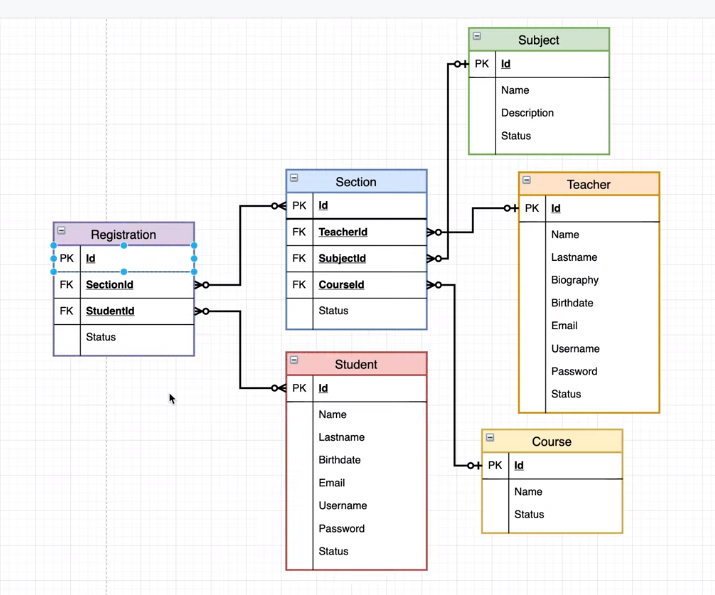 Subject
PK Id
Name
Description
Status
Section
PK Id
FK TeacherId
FK SubjectId
FK CourseId
Status
Teacher
PK Id
Name
Lastname
Biography
Birthdate
Email
Username
Password
Status
Registration
PK Id
FK SectionId
FK StudentId
Status
Student
PK Id
Name
Lastname
Birthdate
Email
Username
Password
Status
Course
PK Id
Name
Status